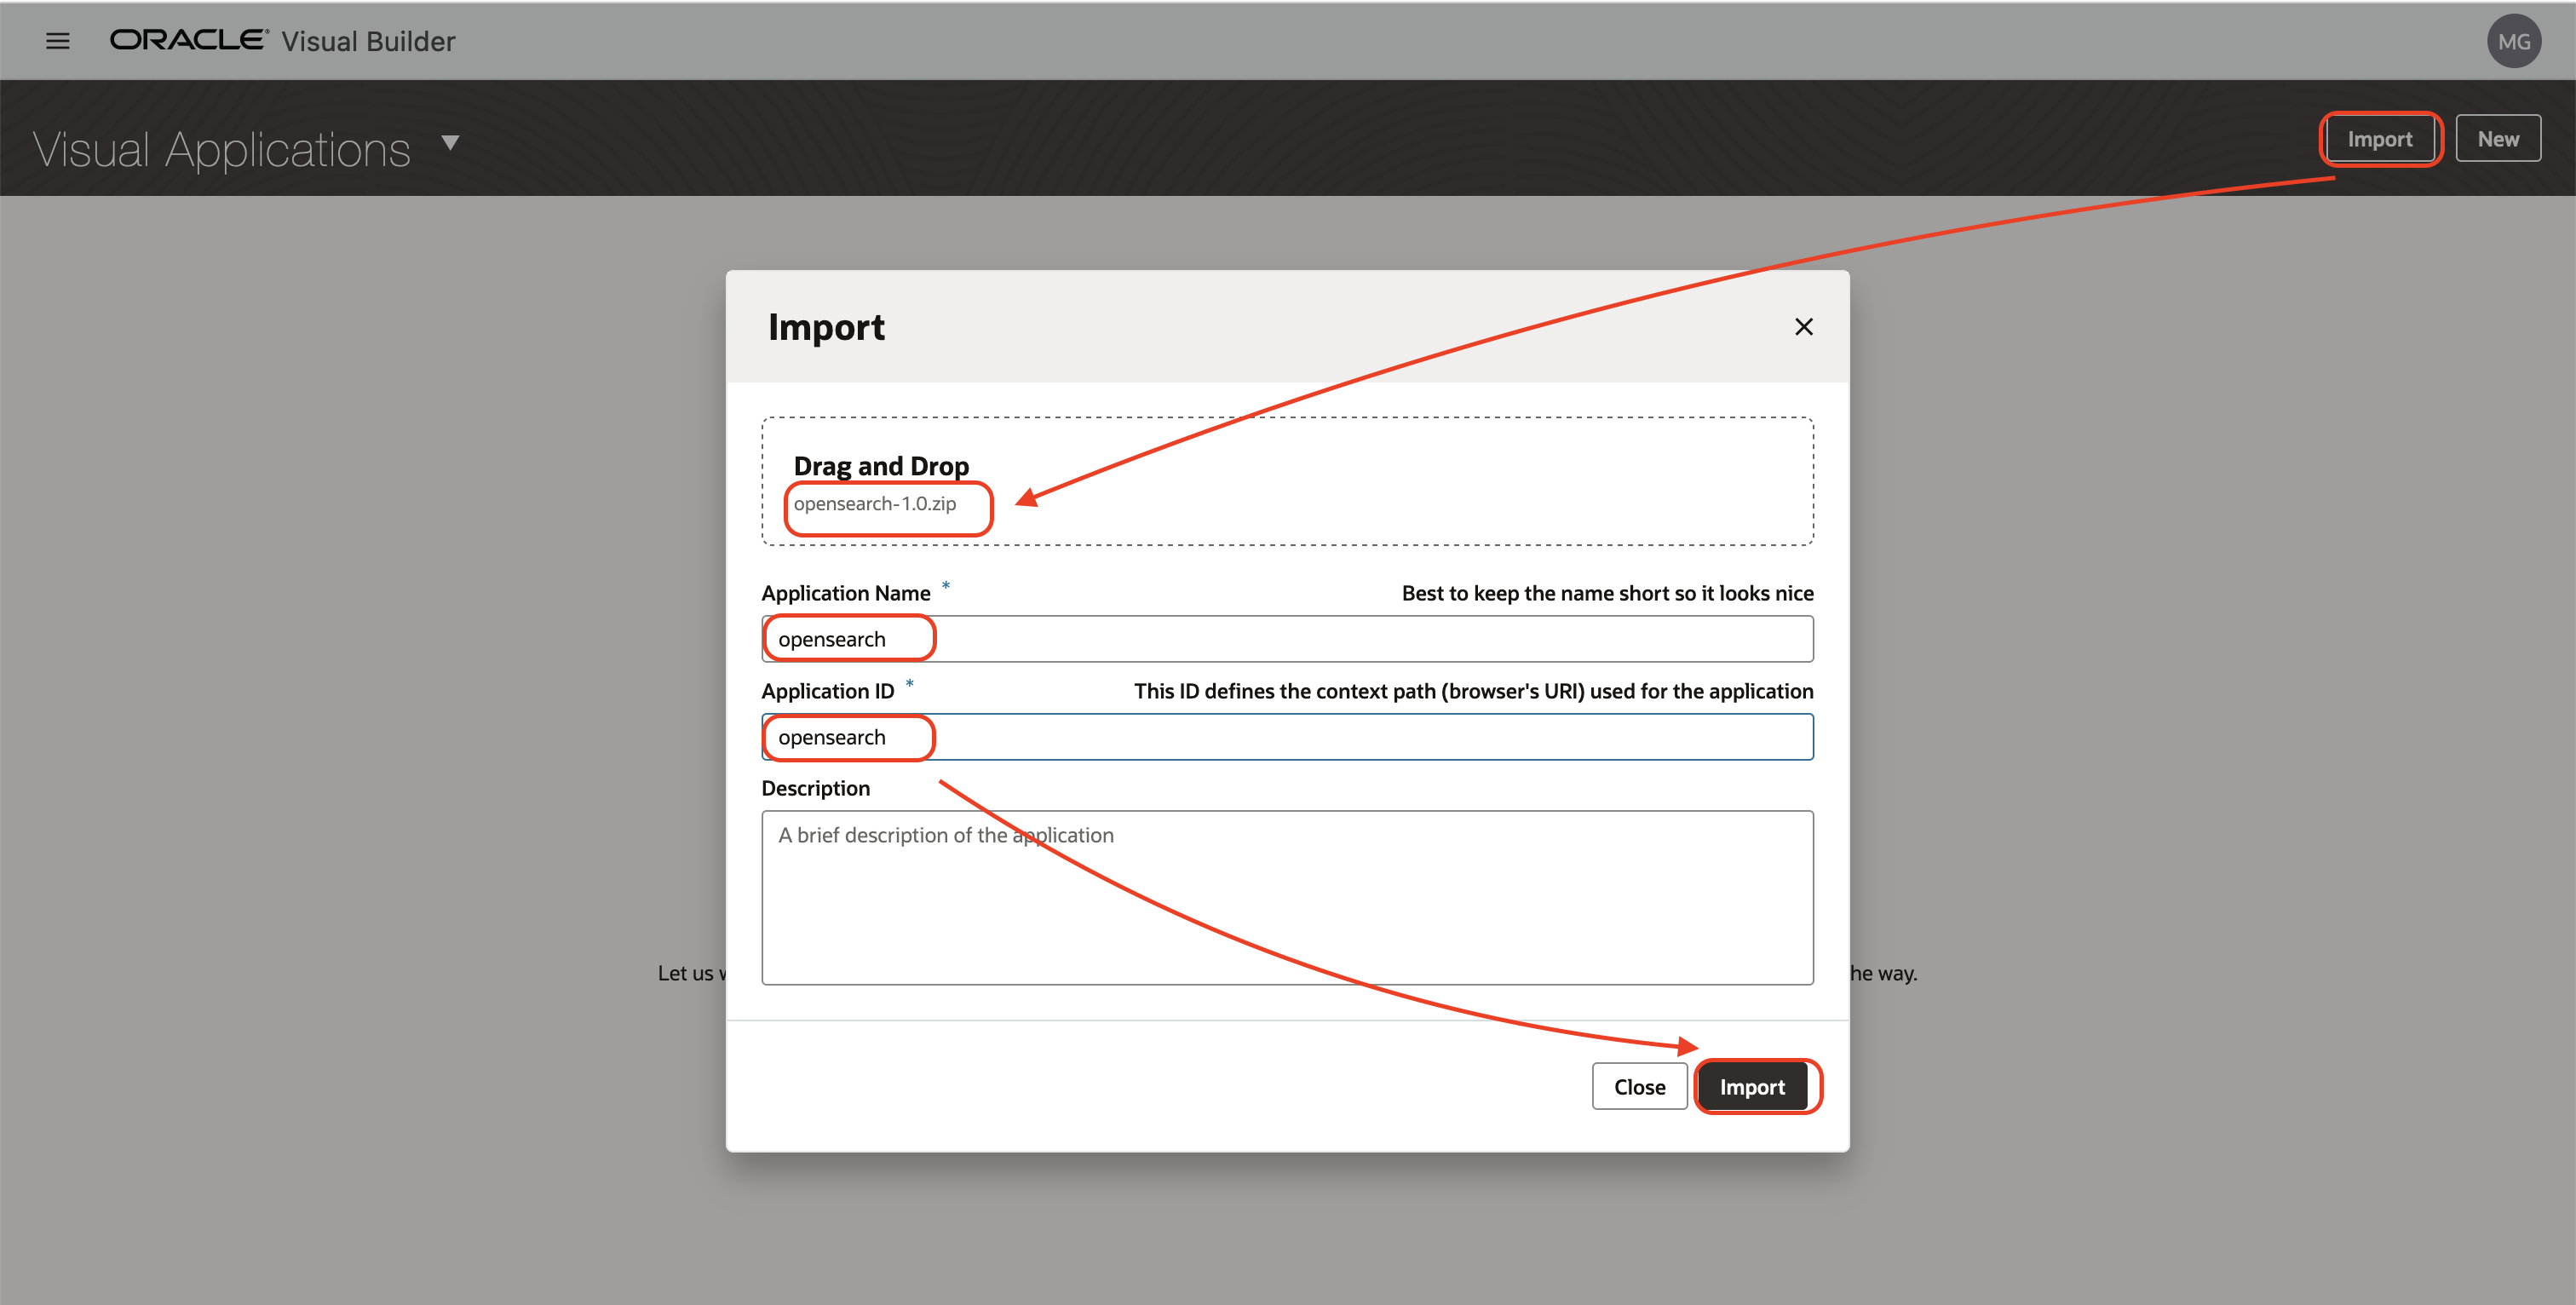 ORACLE® Visual Builder
MG
Visual Applications
Import
New
Import
Drag and Drop
opensearch-1.0.zip
Application Name *
Best to keep the name short so it looks nice
opensearch
Application ID *
This ID defines the context path (browser's URI) used for the application
opensearch
Description
A brief description of the application
Let us
he way.
Close
Import